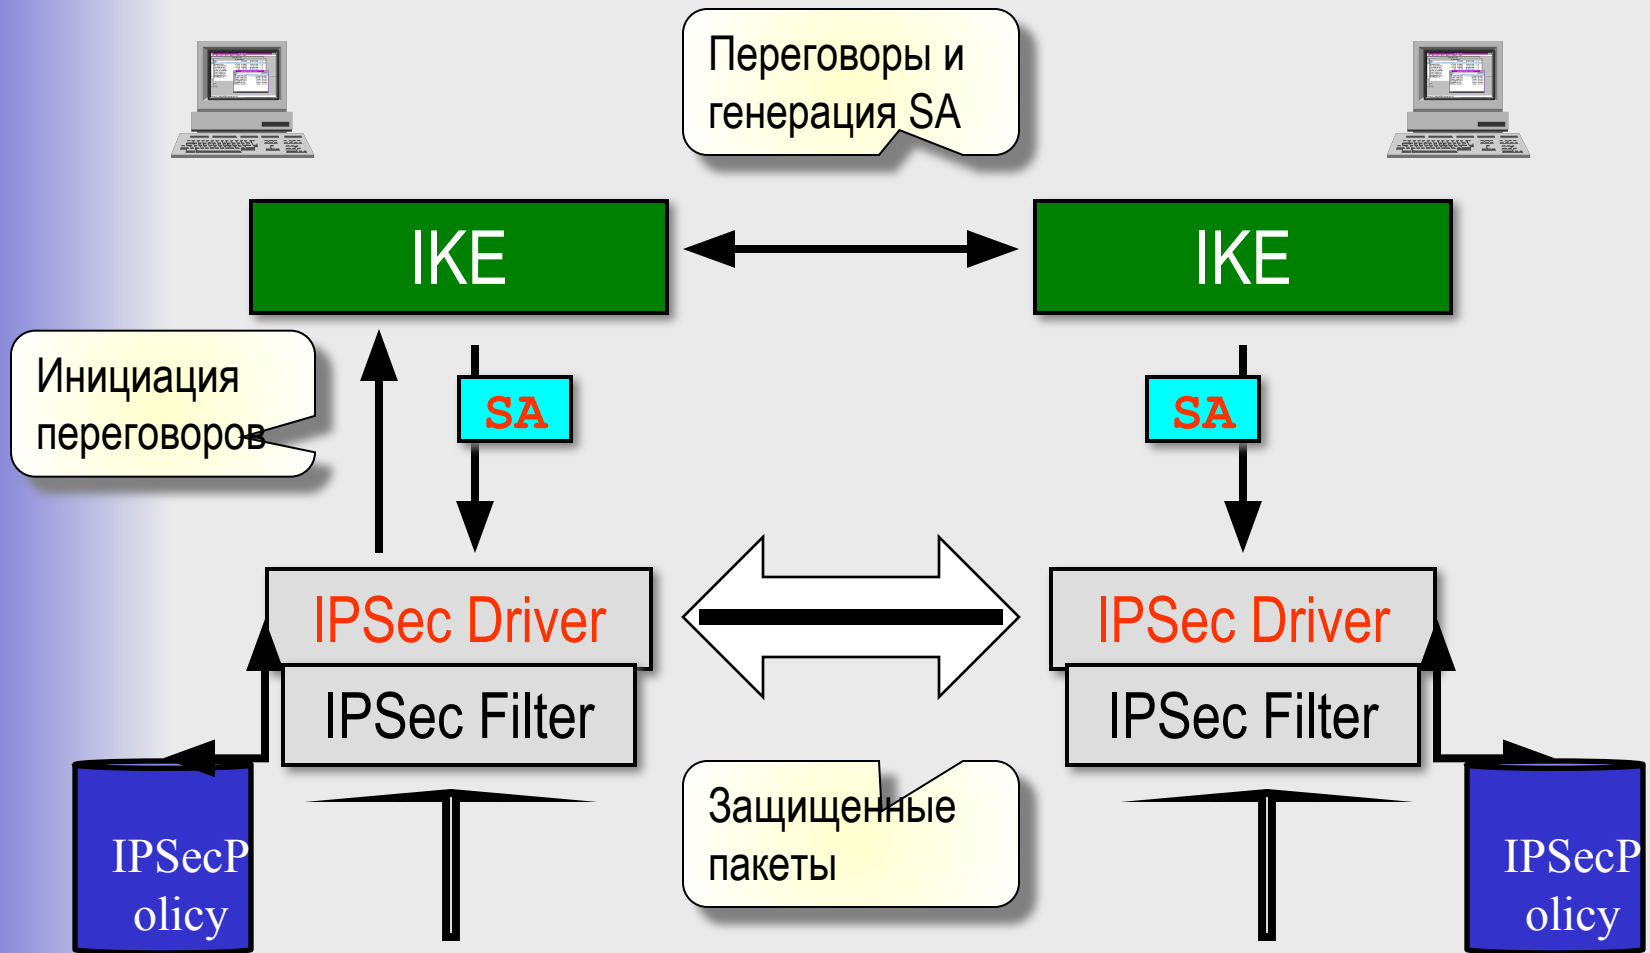 Переговоры и
генерация SA
IKE
IKE
Инициация
переговоров
SA
SA
IPSec Driver
IPSec Driver
IPSec Filter
IPSec Filter
Защищенные
пакеты
IPSecP
olicy
IPSecP
olicy